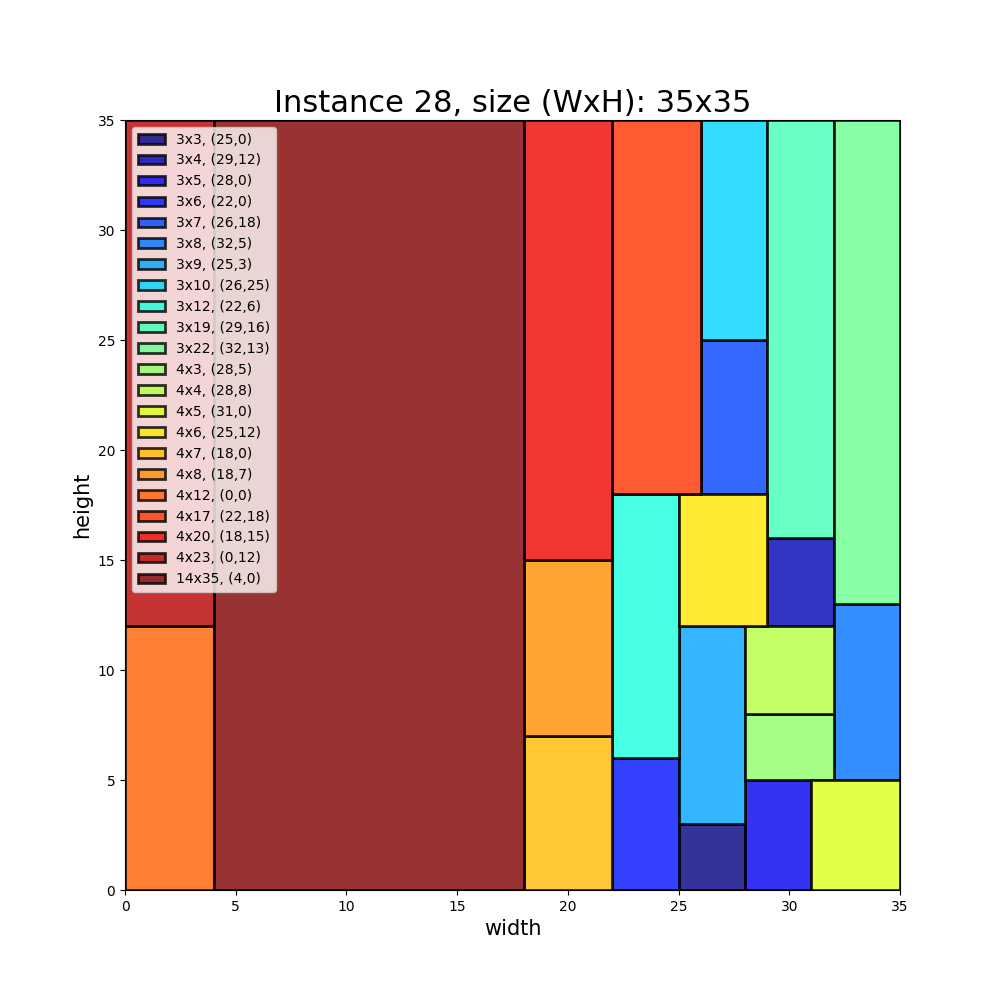 Instance 28, size (WxH): 35x35
35
30
25
20
15
10
5
0
height
3x3, (25,0)
3x4, (29,12)
3x5, (28,0)
3x6, (22,0)
3x7, (26,18)
3x8, (32,5)
3x9, (25,3)
3x10, (26,25)
3x12, (22,6)
3x19, (29,16)
3x22, (32,13)
4x3, (28,5)
4x4, (28,8)
4x5, (31,0)
4x6, (25,12)
4x7, (18,0)
4x8, (18,7)
4x12, (0,0)
4x17, (22,18)
4x20, (18,15)
4x23, (0,12)
14x35, (4,0)
0 5 10 15 20 25 30 35
width